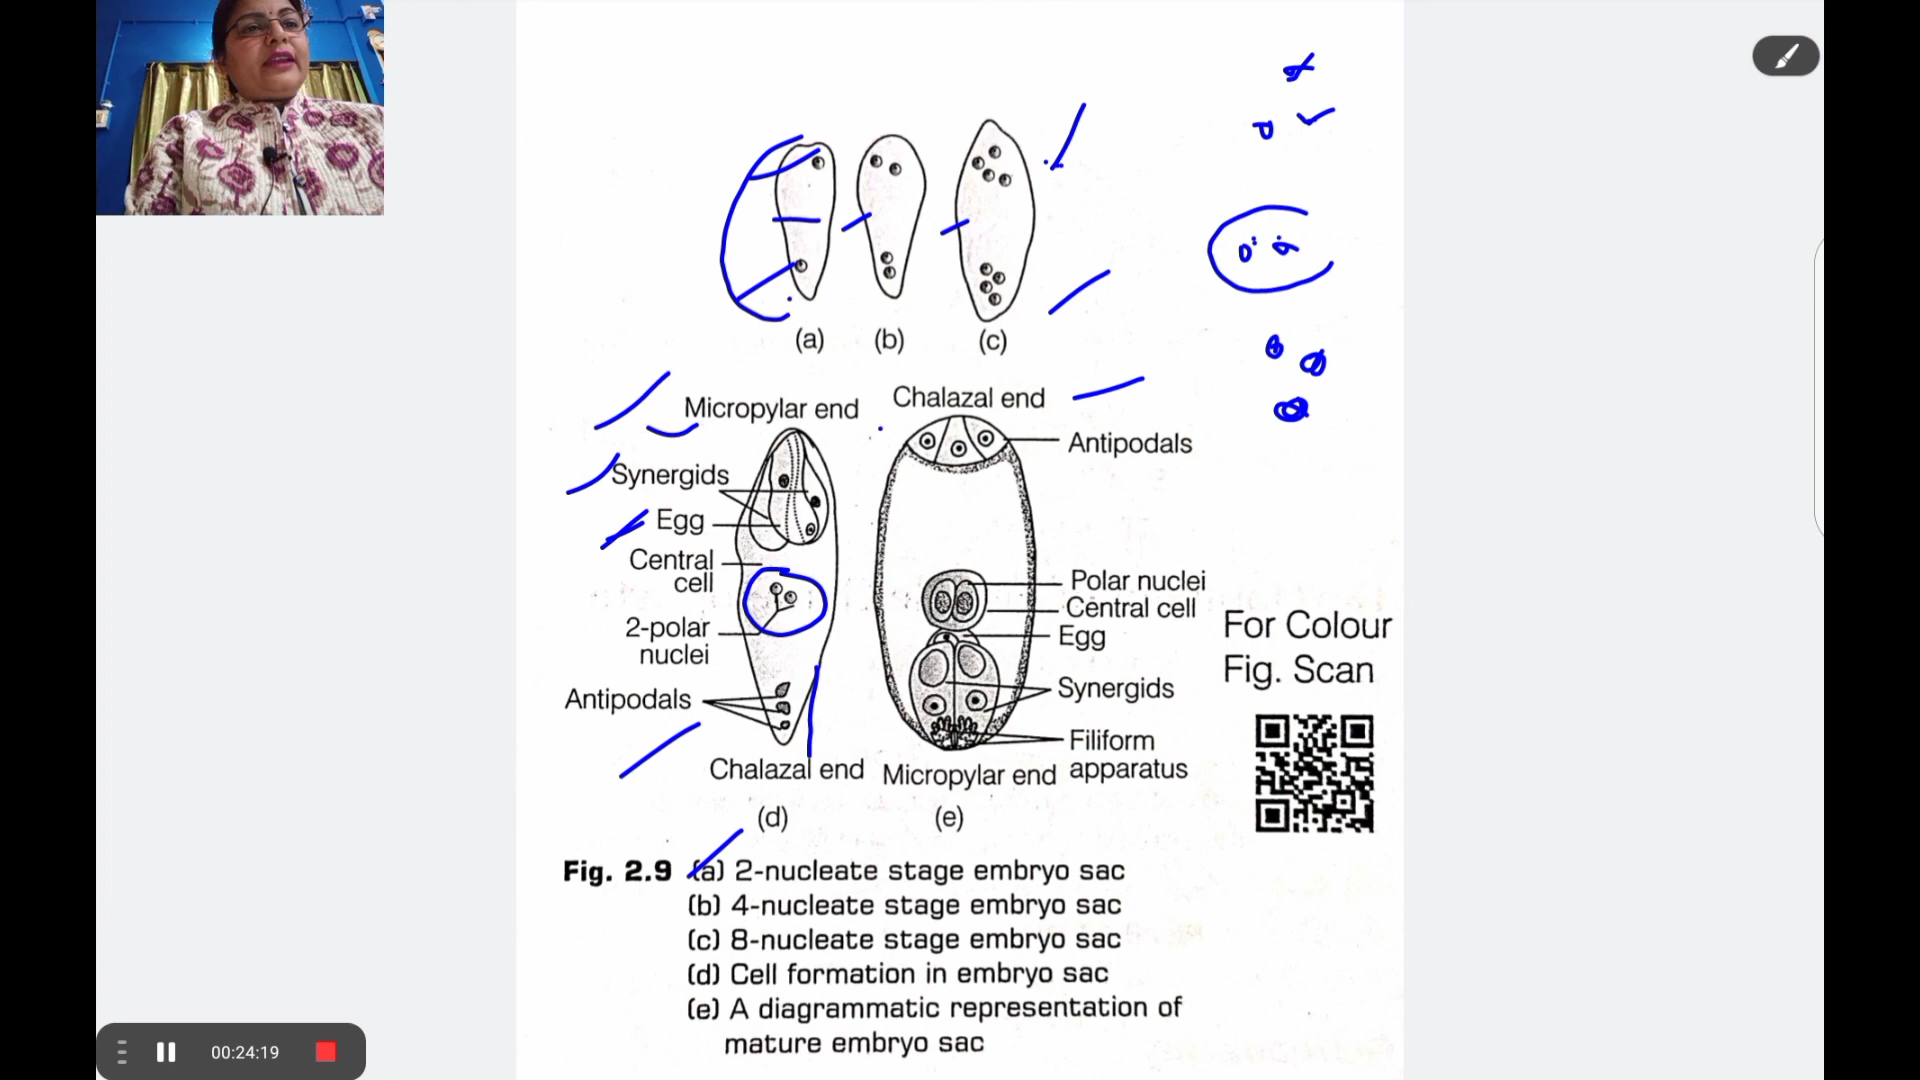 (a) (b) (c)
Micropylar end
Chalazal end
Antipodals
Synergids
Egg
Central
cell
2-polar
nuclei
Antipodals
Chalazal end
Polar nuclei
Central cell
Egg
Synergids
Filiform
apparatus
Micropylar end
(d) (e)
For Colour
Fig. Scan
Fig. 2.9 (a) 2-nucleate stage embryo sac
(b) 4-nucleate stage embryo sac
(c) 8-nucleate stage embryo sac
(d) Cell formation in embryo sac
(e) A diagrammatic representation of
mature embryo sac
00:24:19